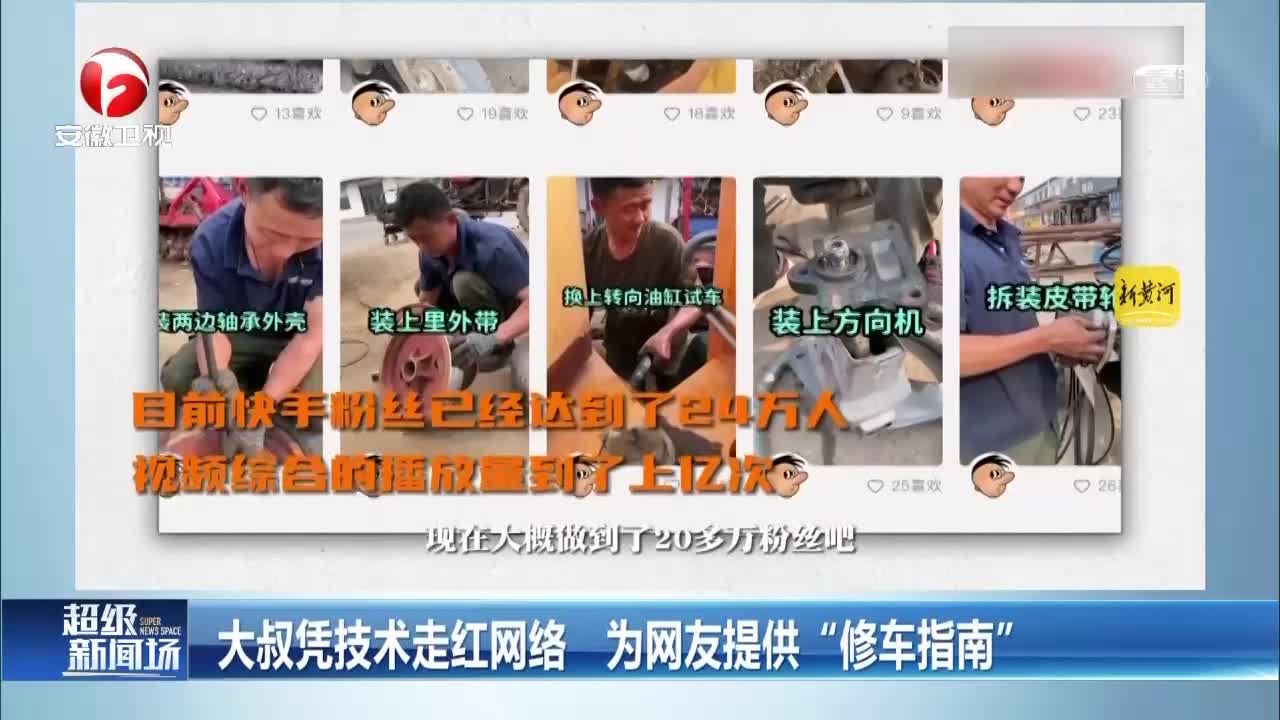 安徽卫视
13喜欢
19喜欢
18喜欢
9喜欢
23
装两边轴承外壳
装上里外带
换上转向油缸试车
装上方向机
拆装皮带轮
新黄河
目前快手粉丝已经达到了24万人
视频综合的播放量到了上亿次
25喜欢
26
现在大概做到了20多万粉丝吧
超级
新闻场
SUPER
NEWS SPACE
大叔凭技术走红网络 为网友提供“修车指南”